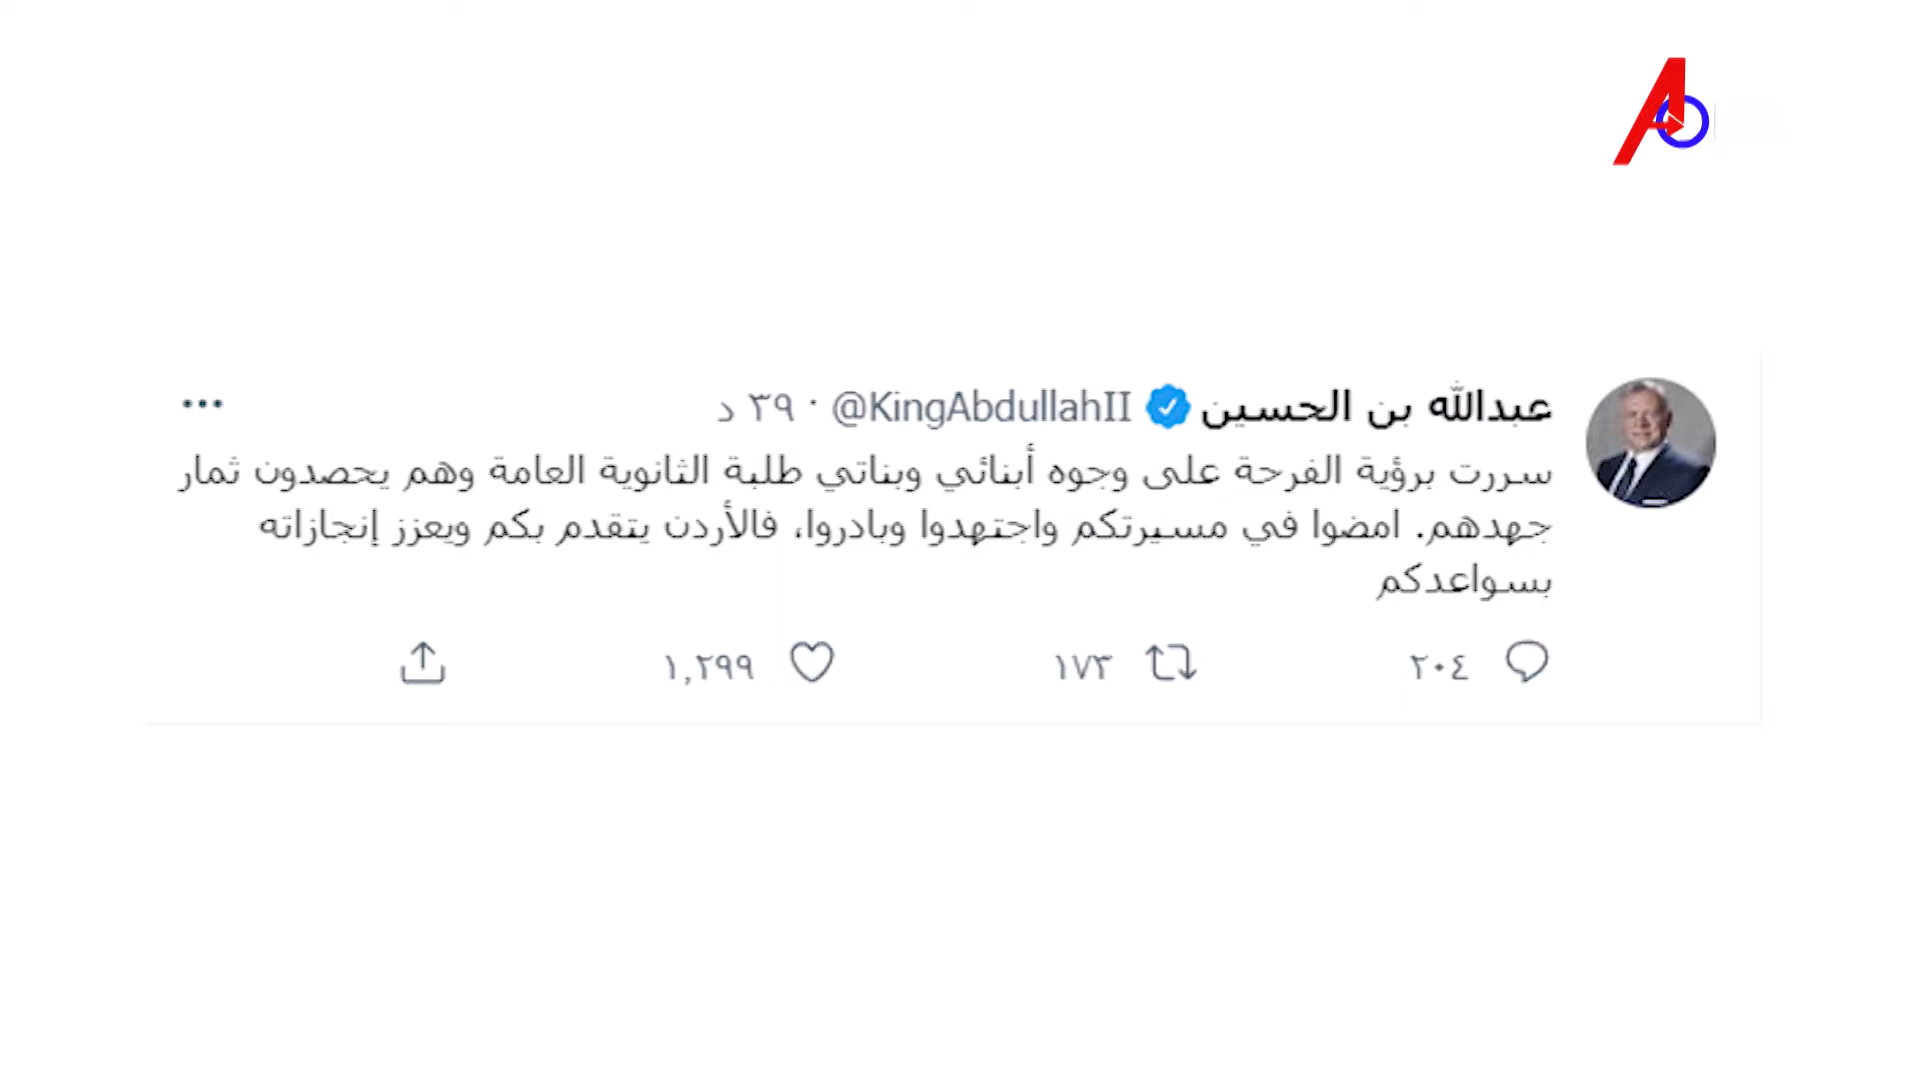 عبدالله بن الحسين @KingAbdullahII · ٣٩ د
سررت برؤية الفرحة على وجوه أبنائي وبناتي طلبة الثانوية العامة وهم يحصدون ثمار
جهدهم. امضوا في مسيرتكم واجتهدوا وبادروا، فالأردن يتقدم بكم ويعزز إنجازاته
بسواعدكم
٢٠٤ ١٧٣ ١,٢٩٩